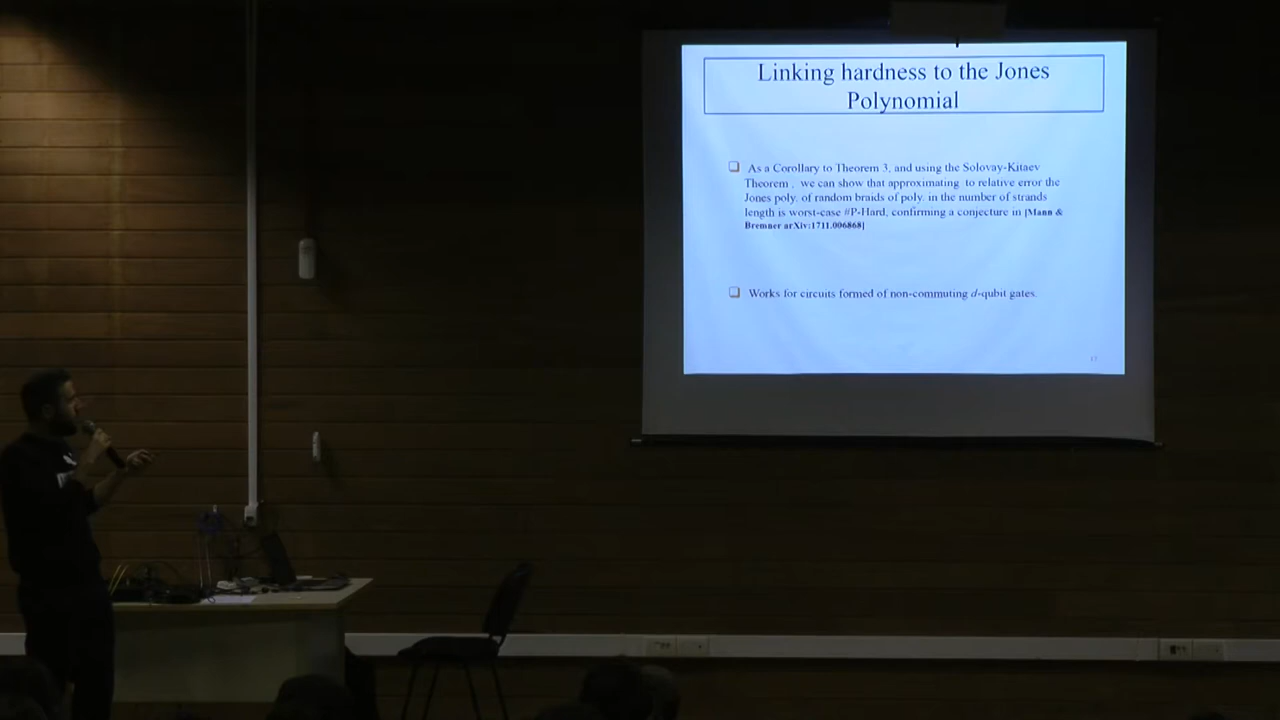 Linking hardness to the Jones
Polynomial
As a Corollary to Theorem 3, and using the Solovay-Kitaev
Theorem , we can show that approximating to relative error the
Jones poly. of random braids of poly. in the number of strands
length is worst-case #P-Hard, confirming a conjecture in [Mann &
Bremner arXiv:1711.006868]
Works for circuits formed of non-commuting d-qubit gates.
17